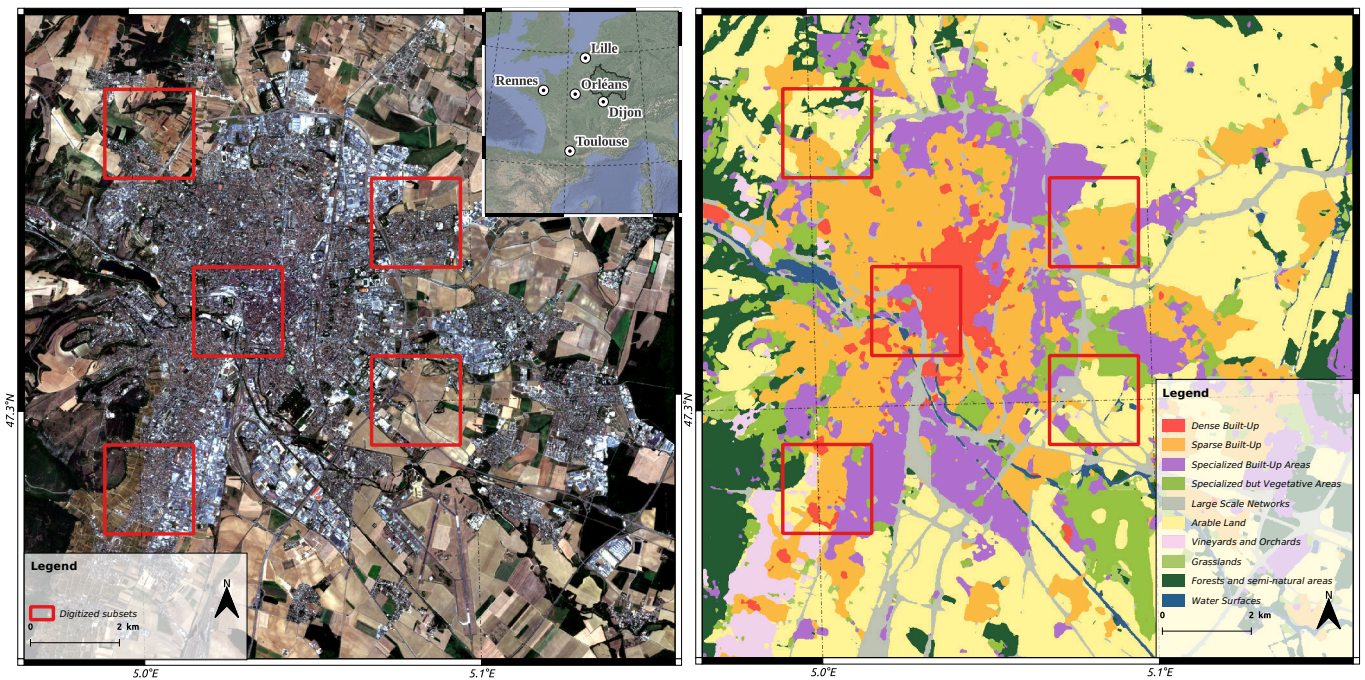 Lille
Rennes
Orléans
Dijon
Toulouse
47.3°N
Legend
Digitized subsets
0
2 km
N
5.0°E
5.1°E
47.3°N
Legend
Dense Built-Up
Sparse Built-Up
Specialized Built-Up Areas
Specialized but Vegetative Areas
Large Scale Networks
Arable Land
Vineyards and Orchards
Grasslands
Forests and semi-natural areas
Water Surfaces
0
2 km
N
5.0°E
5.1°E